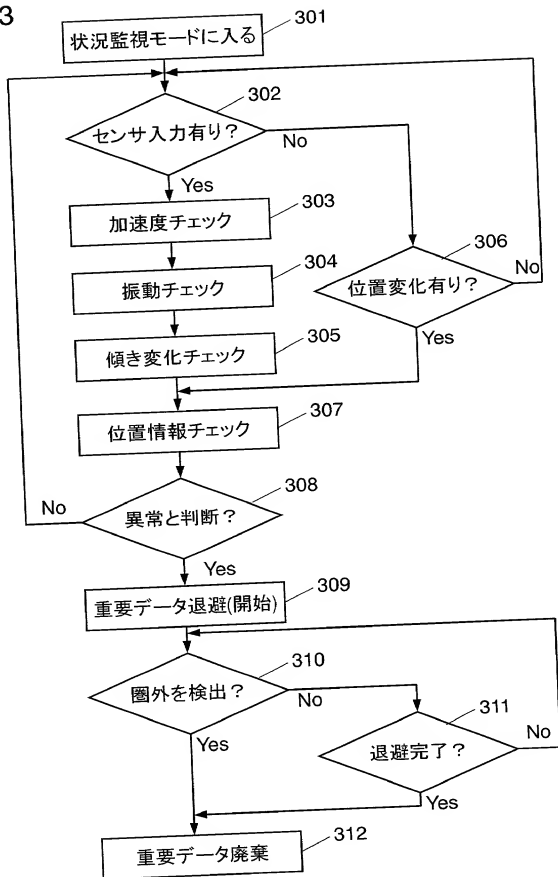 3
状況監視モードに入る
301
センサ入力有り？
302
No
Yes
加速度チェック
303
振動チェック
304
位置変化有り？
306
No
Yes
傾き変化チェック
305
位置情報チェック
307
異常と判断？
308
No
Yes
重要データ退避(開始)
309
圏外を検出？
310
No
Yes
退避完了？
311
No
Yes
重要データ廃棄
312